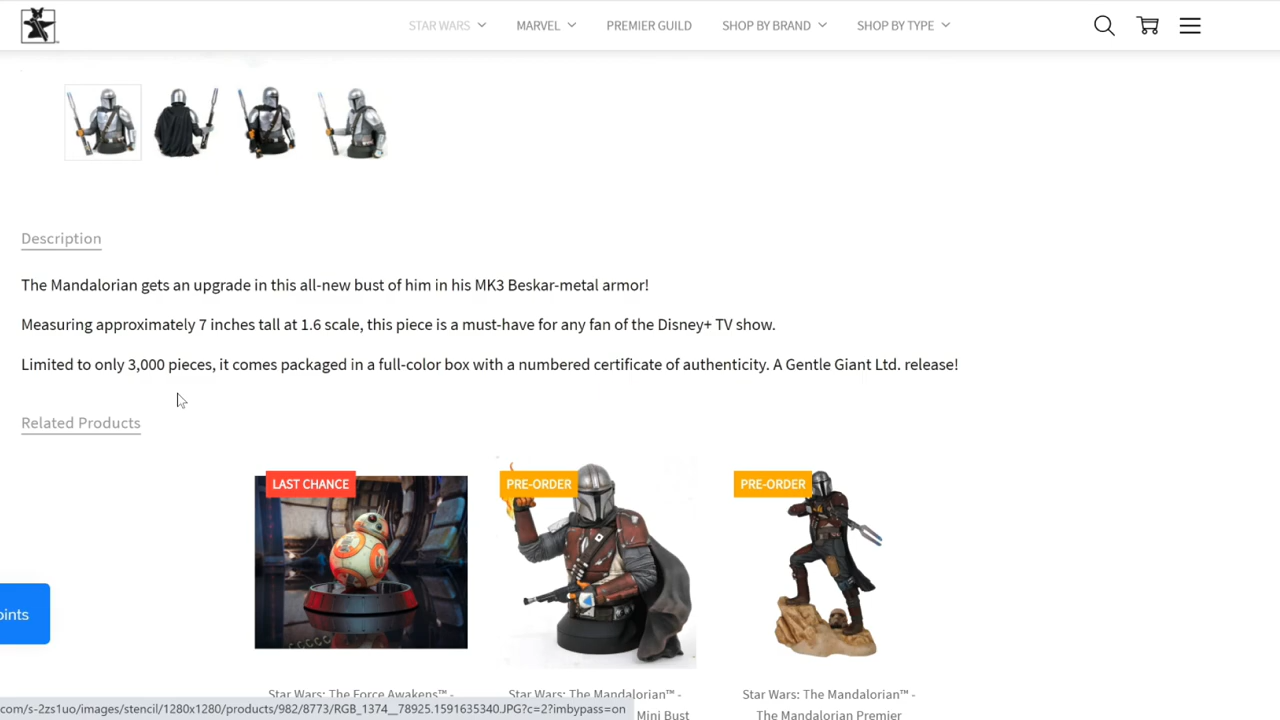 STAR WARS MARVEL PREMIER GUILD SHOP BY BRAND SHOP BY TYPE
Description
The Mandalorian gets an upgrade in this all-new bust of him in his MK3 Beskar-metal armor!
Measuring approximately 7 inches tall at 1.6 scale, this piece is a must-have for any fan of the Disney+ TV show.
Limited to only 3,000 pieces, it comes packaged in a full-color box with a numbered certificate of authenticity. A Gentle Giant Ltd. release!
Related Products
LAST CHANCE PRE-ORDER PRE-ORDER
oints
Star Wars: The Force Awakens™ - Star Wars: The Mandalorian™ - Star Wars: The Mandalorian™ -
com/s-2zs1uo/images/stencil/1280x1280/products/982/8773/RGB_1374__78925.1591635340.JPG?c=2?imbypass=on Mini Bust The Mandalorian Premier